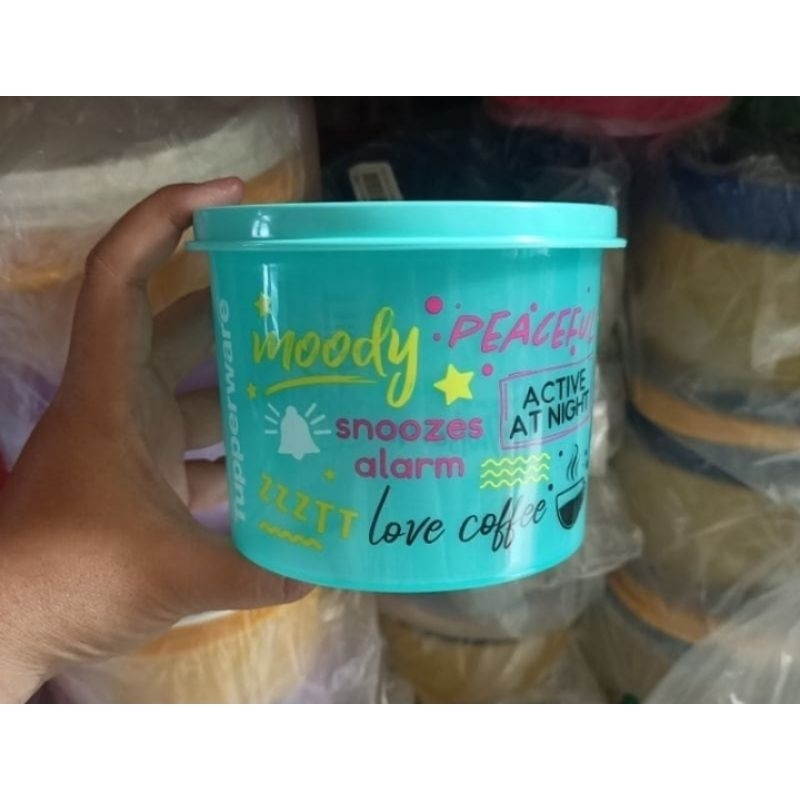 Tupperware
moody
PEACEFUL
ACTIVE
AT NIGHT
snoozes
alarm
ZZZTT
love coffee